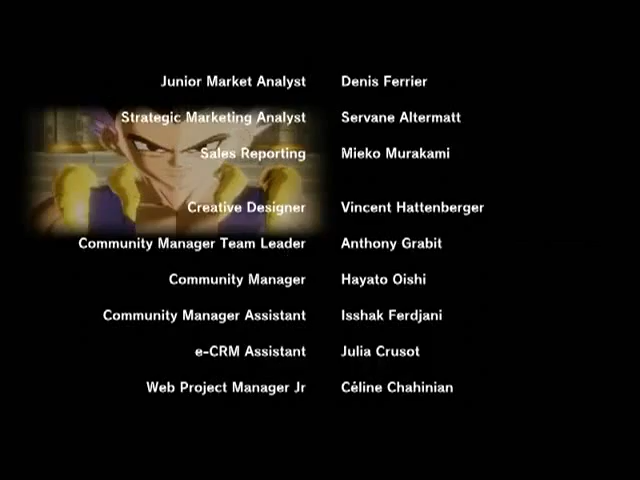 Junior Market Analyst Denis Ferrier
Strategic Marketing Analyst Servane Altermatt
Sales Reporting Mieko Murakami
Creative Designer Vincent Hattenberger
Community Manager Team Leader Anthony Grabit
Community Manager Hayato Oishi
Community Manager Assistant Isshak Ferdjani
e-CRM Assistant Julia Crusot
Web Project Manager Jr Céline Chahinian